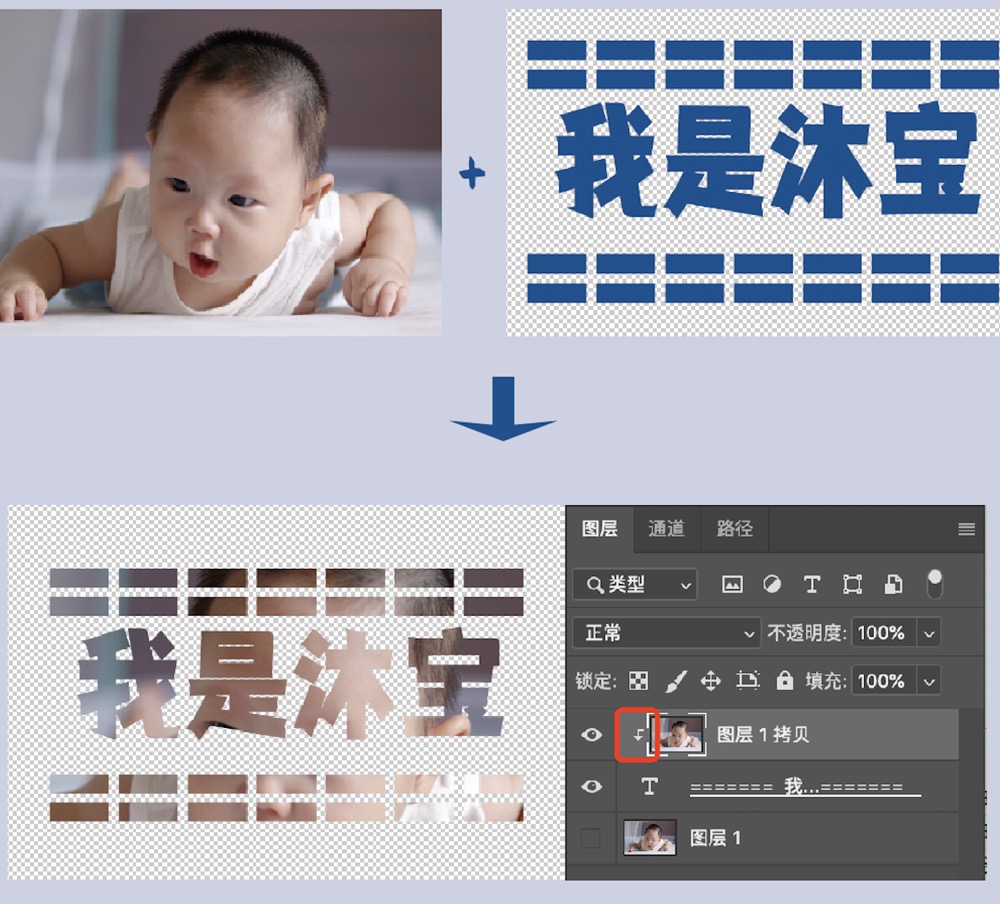 =======
我是沐宝
=======
=======
我是沐宝
=======
图层 通道 路径
类型
正常 不透明度: 100%
锁定: 填充: 100%
图层 1 拷贝
T ======= 我...=======
图层 1